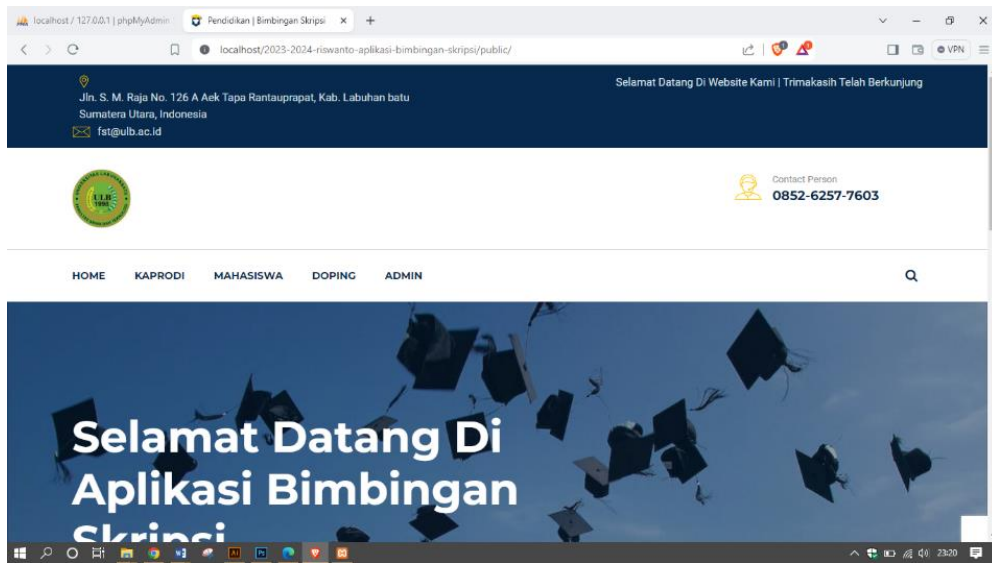 localhost / 127.0.0.1 | phpMyAdmin
Pendidikan | Bimbingan Skripsi
localhost/2023-2024-riswanto-aplikasi-bimbingan-skripsi/public/
VPN
Jln. S. M. Raja No. 126 A Aek Tapa Rantauprapat, Kab. Labuhan batu
Sumatera Utara, Indonesia
fst@ulb.ac.id
Selamat Datang Di Website Kami | Trimakasih Telah Berkunjung
ULB
Contact Person
0852-6257-7603
HOME KAPRODI MAHASISWA DOPING ADMIN
Selamat Datang Di
Aplikasi Bimbingan
Skripsi
23:20